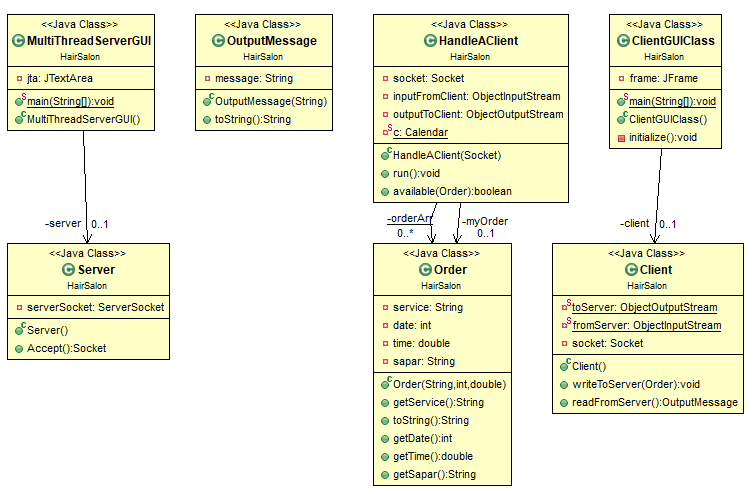 <<Java Class>>
MultiThreadServerGUI
HairSalon
jta: JTextArea
main(String[]):void
MultiThreadServerGUI()
<<Java Class>>
OutputMessage
HairSalon
message: String
OutputMessage(String)
toString():String
<<Java Class>>
HandleAClient
HairSalon
socket: Socket
inputFromClient: ObjectInputStream
outputToClient: ObjectOutputStream
c: Calendar
HandleAClient(Socket)
run():void
available(Order):boolean
<<Java Class>>
ClientGUIClass
HairSalon
frame: JFrame
main(String[]):void
ClientGUIClass()
initialize():void
-server 0..1
-orderArr
0..*
-myOrder
0..1
-client 0..1
<<Java Class>>
Server
HairSalon
serverSocket: ServerSocket
Server()
Accept():Socket
<<Java Class>>
Order
HairSalon
service: String
date: int
time: double
sapar: String
Order(String,int,double)
getService():String
toString():String
getDate():int
getTime():double
getSapar():String
<<Java Class>>
Client
HairSalon
toServer: ObjectOutputStream
fromServer: ObjectInputStream
socket: Socket
Client()
writeToServer(Order):void
readFromServer():OutputMessage